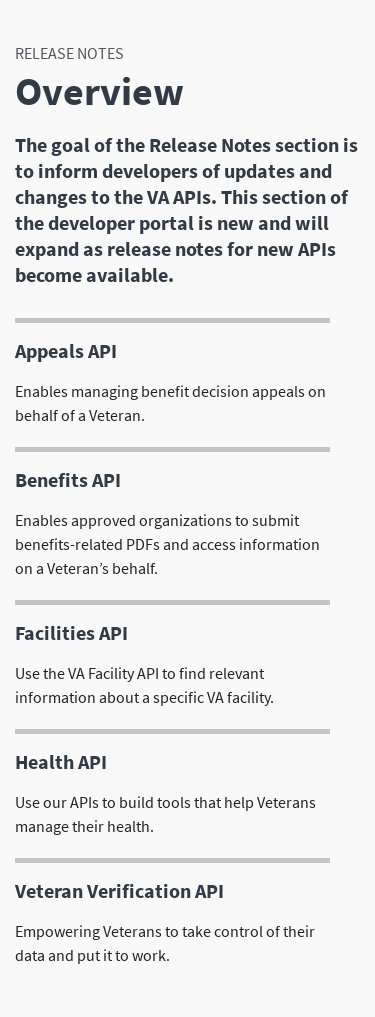 RELEASE NOTES
Overview
The goal of the Release Notes section is
to inform developers of updates and
changes to the VA APIs. This section of
the developer portal is new and will
expand as release notes for new APIs
become available.
Appeals API
Enables managing benefit decision appeals on
behalf of a Veteran.
Benefits API
Enables approved organizations to submit
benefits-related PDFs and access information
on a Veteran’s behalf.
Facilities API
Use the VA Facility API to find relevant
information about a specific VA facility.
Health API
Use our APIs to build tools that help Veterans
manage their health.
Veteran Verification API
Empowering Veterans to take control of their
data and put it to work.